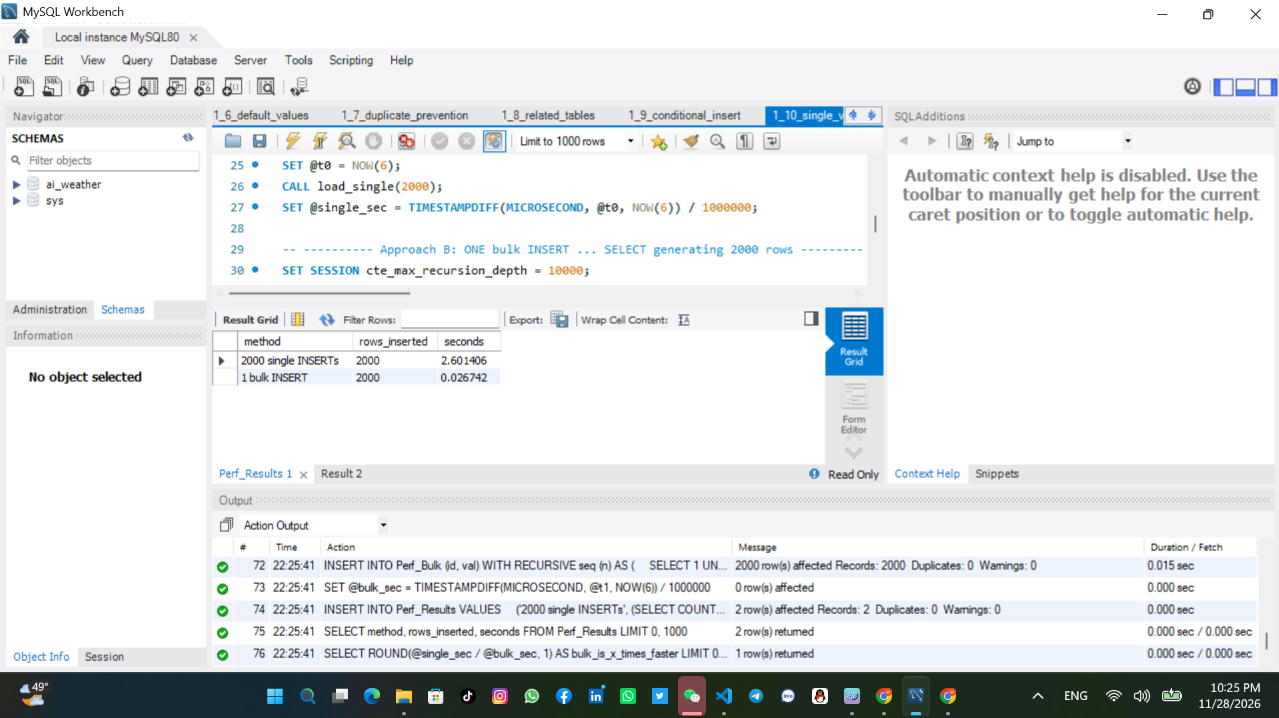 MySQL Workbench
Local instance MySQL80
File Edit View Query Database Server Tools Scripting Help
Navigator
SCHEMAS
Filter objects
ai_weather
sys
Administration Schemas
Information
No object selected
Object Info Session
1_6_default_values 1_7_duplicate_prevention 1_8_related_tables 1_9_conditional_insert 1_10_single_v
Limit to 1000 rows
25 SET @t0 = NOW(6);
26 CALL load_single(2000);
27 SET @single_sec = TIMESTAMPDIFF(MICROSECOND, @t0, NOW(6)) / 1000000;
28
29 -- ---------- Approach B: ONE bulk INSERT ... SELECT generating 2000 rows ---------
30 SET SESSION cte_max_recursion_depth = 10000;
Result Grid Filter Rows: Export: Wrap Cell Content:
method rows_inserted seconds
2000 single INSERTs 2000 2.601406
1 bulk INSERT 2000 0.026742
Result Grid
Form Editor
Perf_Results 1 Result 2 Read Only
SQLAdditions
Jump to
Automatic context help is disabled. Use the
toolbar to manually get help for the current
caret position or to toggle automatic help.
Context Help Snippets
Output
Action Output
# Time Action Message Duration / Fetch
72 22:25:41 INSERT INTO Perf_Bulk (id, val) WITH RECURSIVE seq (n) AS ( SELECT 1 UN... 2000 row(s) affected Records: 2000 Duplicates: 0 Warnings: 0 0.015 sec
73 22:25:41 SET @bulk_sec = TIMESTAMPDIFF(MICROSECOND, @t1, NOW(6)) / 1000000 0 row(s) affected 0.000 sec
74 22:25:41 INSERT INTO Perf_Results VALUES ('2000 single INSERTs', (SELECT COUNT... 2 row(s) affected Records: 2 Duplicates: 0 Warnings: 0 0.000 sec
75 22:25:41 SELECT method, rows_inserted, seconds FROM Perf_Results LIMIT 0, 1000 2 row(s) returned 0.000 sec / 0.000 sec
76 22:25:41 SELECT ROUND(@single_sec / @bulk_sec, 1) AS bulk_is_x_times_faster LIMIT 0... 1 row(s) returned 0.000 sec / 0.000 sec
49°
ENG
10:25 PM
11/28/2026